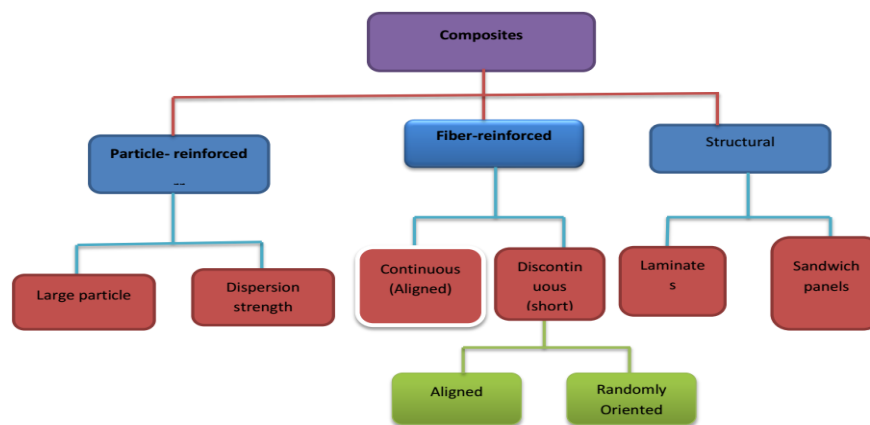 Composites
Particle- reinforced
--
Fiber-reinforced
Structural
Large particle
Dispersion
strength
Continuous
(Aligned)
Discontin
uous
(short)
Laminate
s
Sandwich
panels
Aligned
Randomly
Oriented